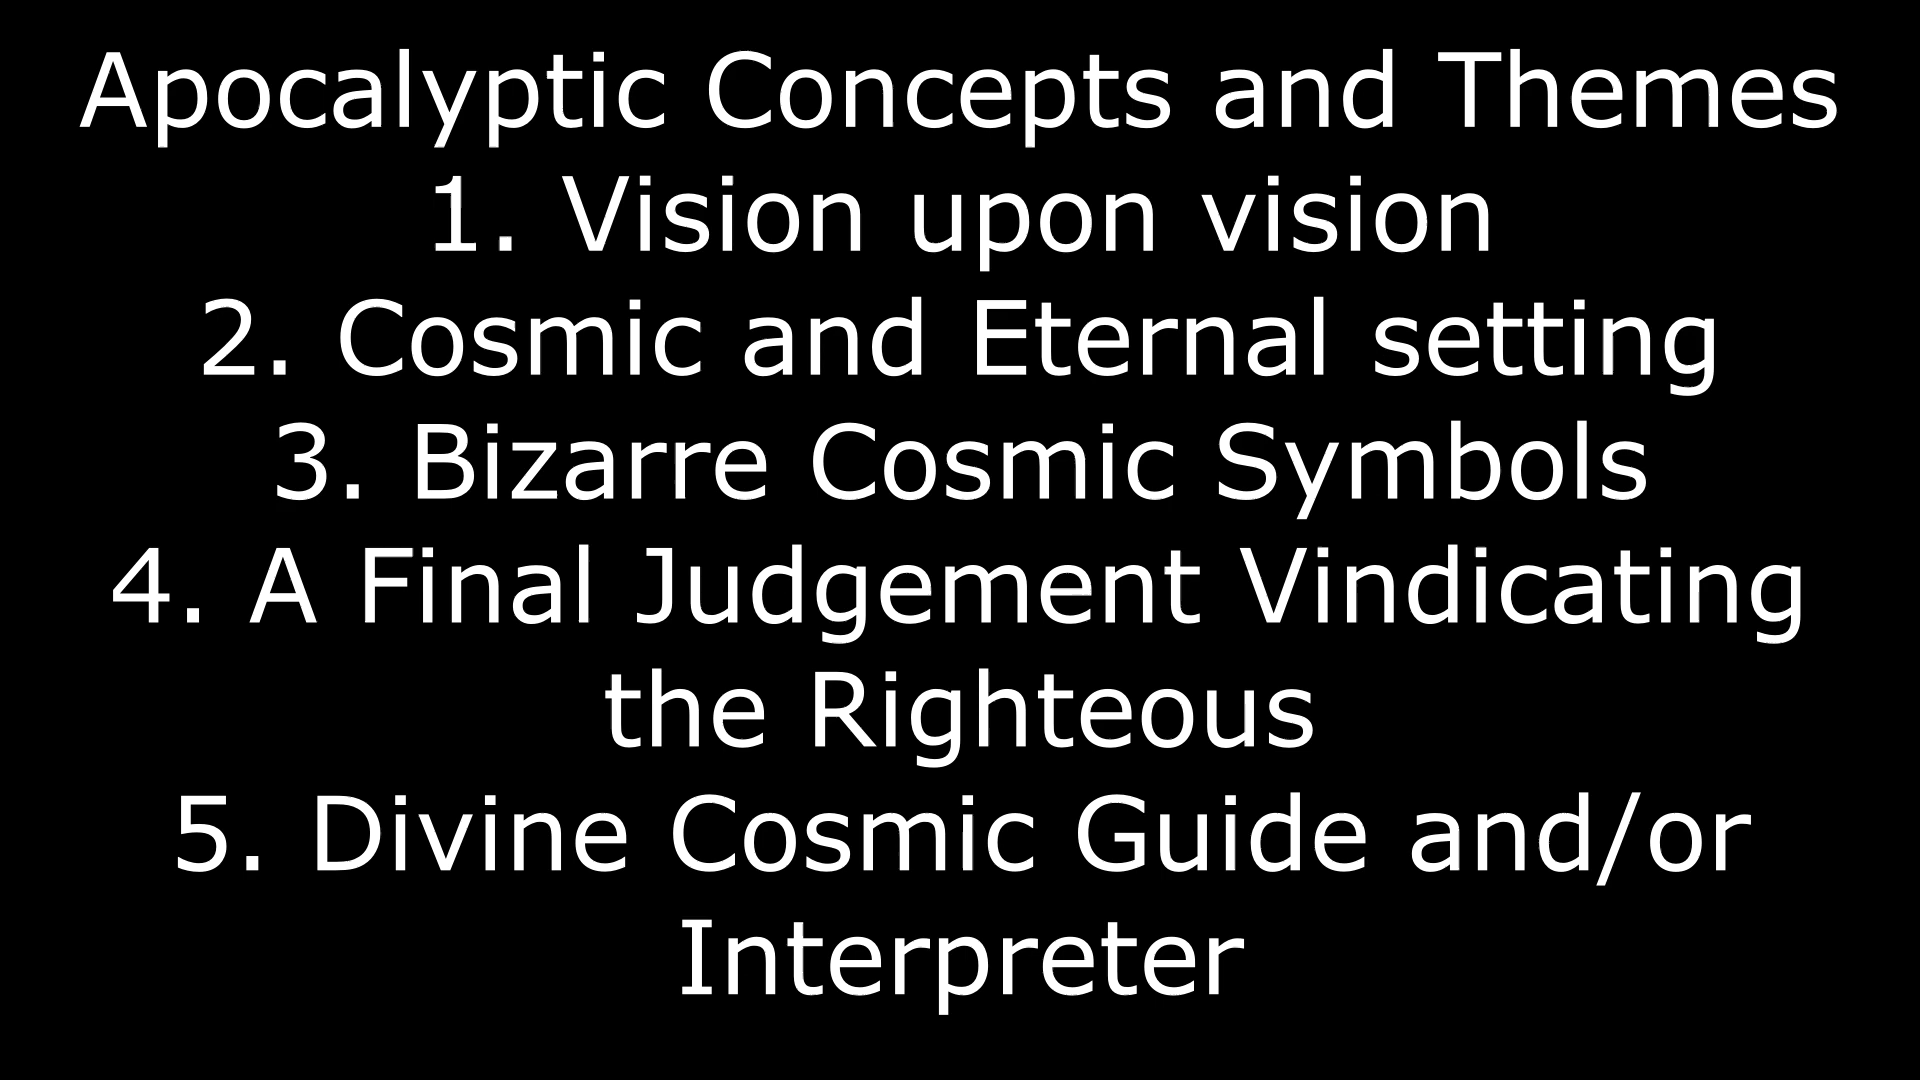 Apocalyptic Concepts and Themes
1. Vision upon vision
2. Cosmic and Eternal setting
3. Bizarre Cosmic Symbols
4. A Final Judgement Vindicating
the Righteous
5. Divine Cosmic Guide and/or
Interpreter